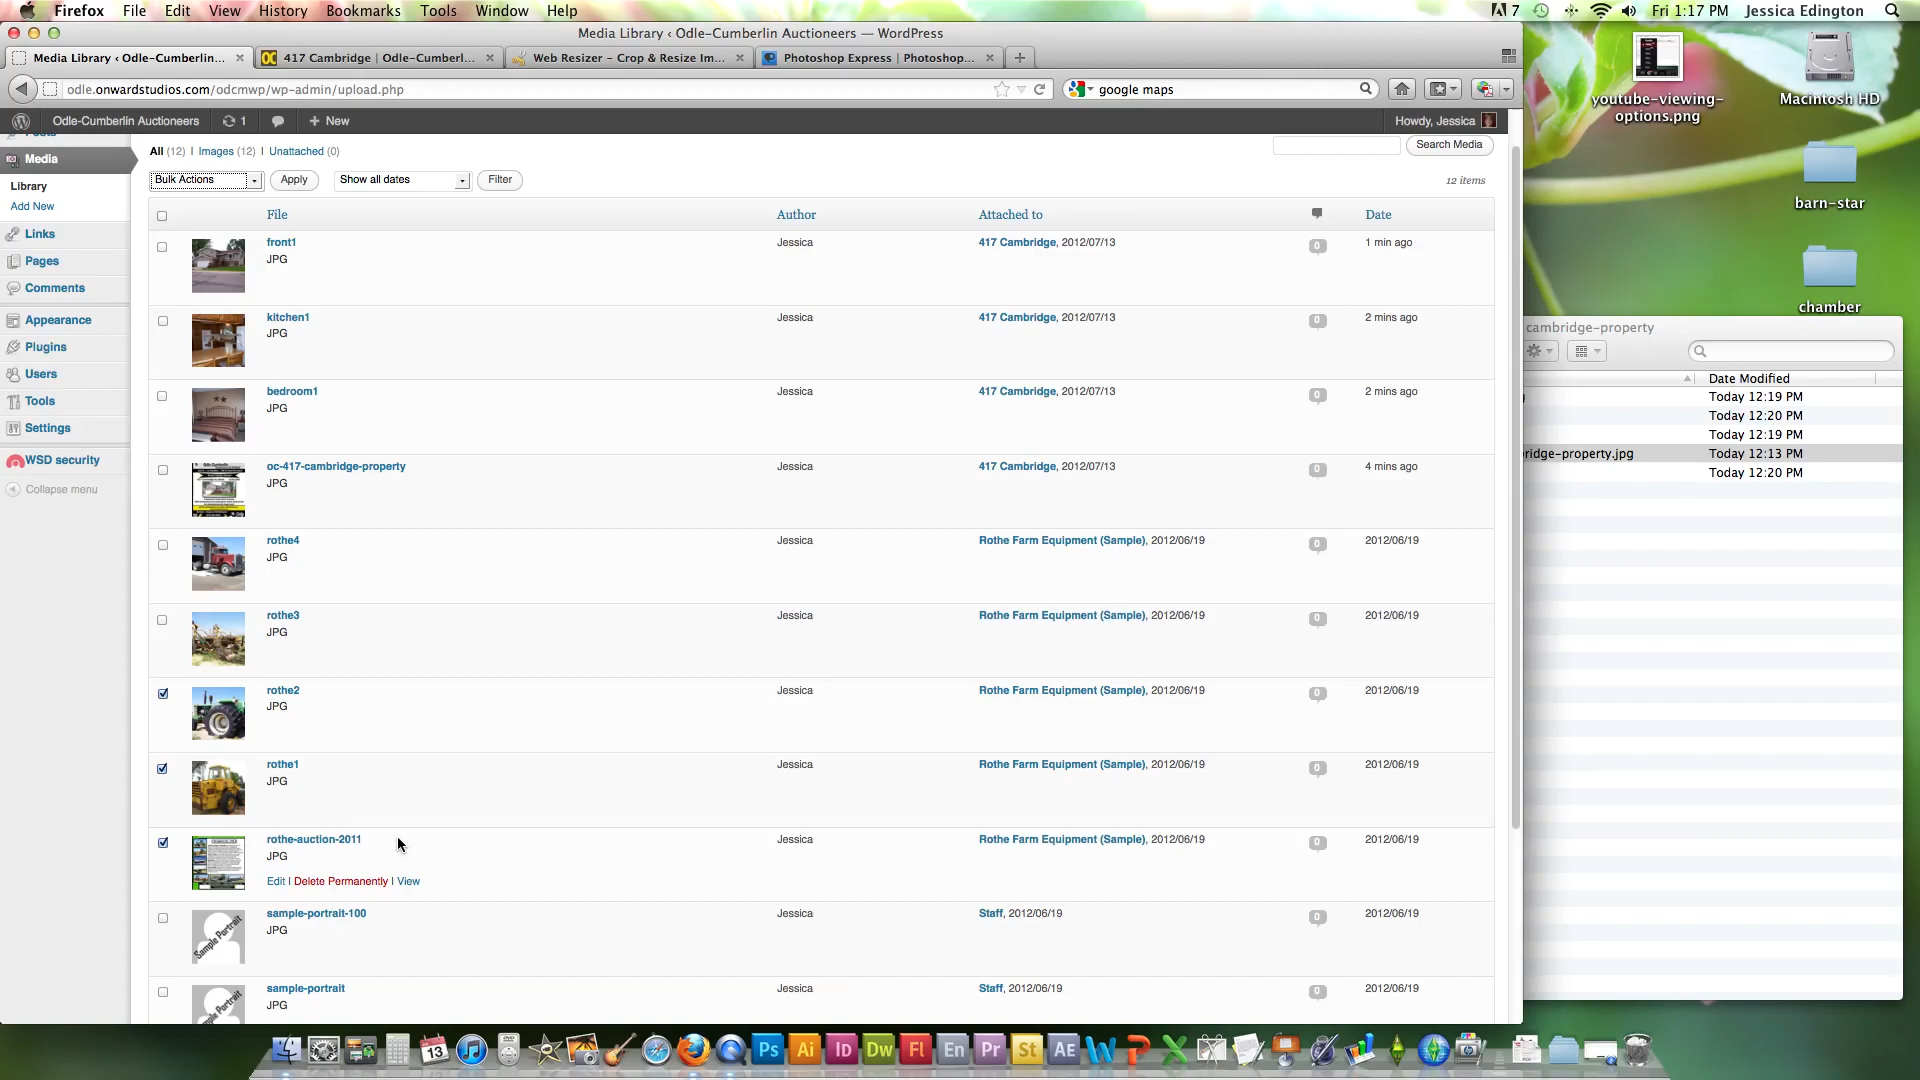 Firefox File Edit View History Bookmarks Tools Window Help 7 Fri 1:17 PM Jessica Edington
Media Library ‹ Odle-Cumberlin Auctioneers — WordPress
Media Library ‹ Odle-Cumberlin... 417 Cambridge | Odle-Cumberl... Web Resizer - Crop & Resize Im... Photoshop Express | Photoshop...
odle.onwardstudios.com/odcmwp/wp-admin/upload.php google maps
Odle-Cumberlin Auctioneers 1 + New Howdy, Jessica
Posts
Media
Library
Add New
Links
Pages
Comments
Appearance
Plugins
Users
Tools
Settings
WSD security
Collapse menu
All (12) | Images (12) | Unattached (0) Search Media
Bulk Actions Apply Show all dates Filter 12 items
File Author Attached to Date
front1 Jessica 417 Cambridge, 2012/07/13 0 1 min ago
JPG
kitchen1 Jessica 417 Cambridge, 2012/07/13 0 2 mins ago
JPG
bedroom1 Jessica 417 Cambridge, 2012/07/13 0 2 mins ago
JPG
oc-417-cambridge-property Jessica 417 Cambridge, 2012/07/13 0 4 mins ago
JPG
rothe4 Jessica Rothe Farm Equipment (Sample), 2012/06/19 0 2012/06/19
JPG
rothe3 Jessica Rothe Farm Equipment (Sample), 2012/06/19 0 2012/06/19
JPG
rothe2 Jessica Rothe Farm Equipment (Sample), 2012/06/19 0 2012/06/19
JPG
rothe1 Jessica Rothe Farm Equipment (Sample), 2012/06/19 0 2012/06/19
JPG
rothe-auction-2011 Jessica Rothe Farm Equipment (Sample), 2012/06/19 0 2012/06/19
JPG
Edit | Delete Permanently | View
sample-portrait-100 Jessica Staff, 2012/06/19 0 2012/06/19
JPG
Sample Portrait
sample-portrait Jessica Staff, 2012/06/19 0 2012/06/19
JPG
youtube-viewing-
options.png
Macintosh HD
barn-star
chamber
cambridge-property
Date Modified
Today 12:19 PM
Today 12:20 PM
Today 12:19 PM
ridge-property.jpg Today 12:13 PM
Today 12:20 PM
13 Ps Ai Id Dw Fl En Pr St AE